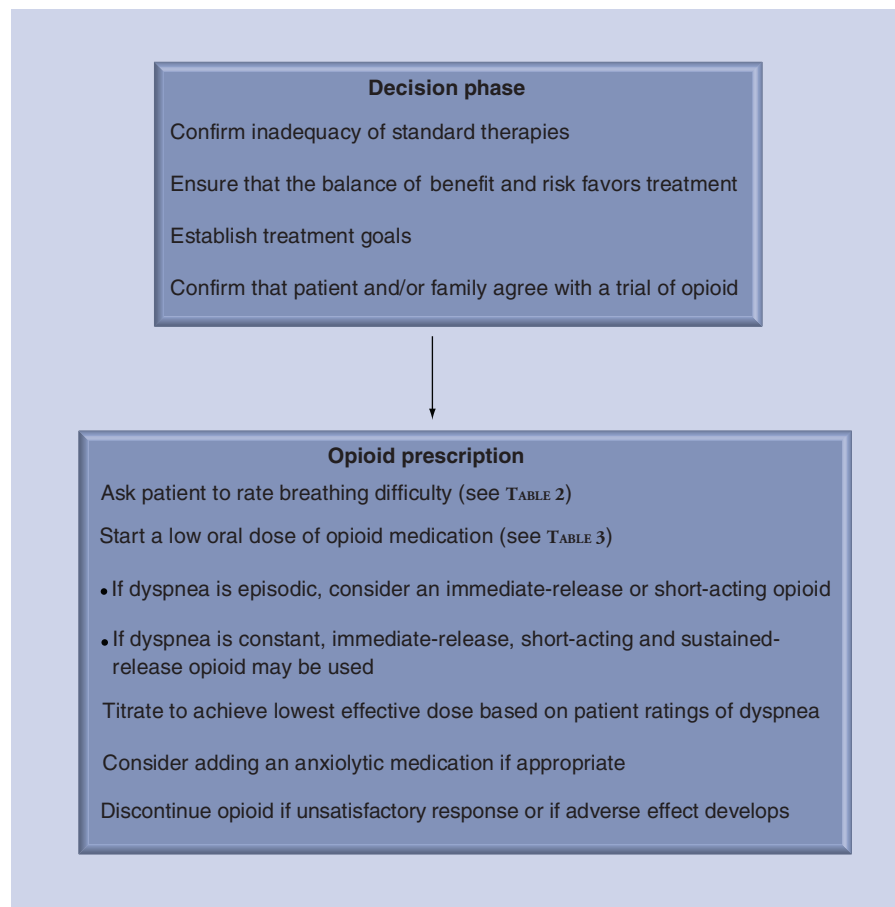 Decision phase
Confirm inadequacy of standard therapies
Ensure that the balance of benefit and risk favors treatment
Establish treatment goals
Confirm that patient and/or family agree with a trial of opioid
Opioid prescription
Ask patient to rate breathing difficulty (see Table 2)
Start a low oral dose of opioid medication (see Table 3)
• If dyspnea is episodic, consider an immediate-release or short-acting opioid
• If dyspnea is constant, immediate-release, short-acting and sustained-
release opioid may be used
Titrate to achieve lowest effective dose based on patient ratings of dyspnea
Consider adding an anxiolytic medication if appropriate
Discontinue opioid if unsatisfactory response or if adverse effect develops